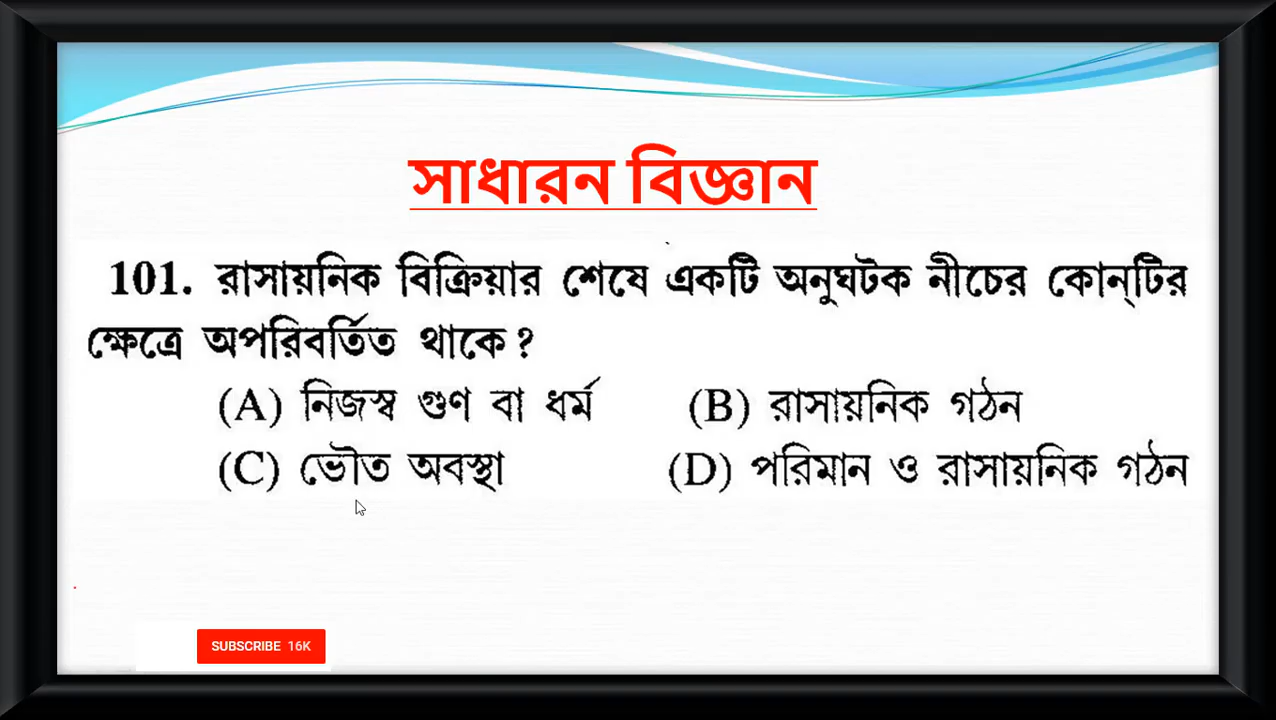 সাধারন বিজ্ঞান
101. রাসায়নিক বিক্রিয়ার শেষে একটি অনুঘটক নীচের কোন্‌টির
ক্ষেত্রে অপরিবর্তিত থাকে?
(A) নিজস্ব গুণ বা ধর্ম (B) রাসায়নিক গঠন
(C) ভৌত অবস্থা (D) পরিমান ও রাসায়নিক গঠন
SUBSCRIBE 16K